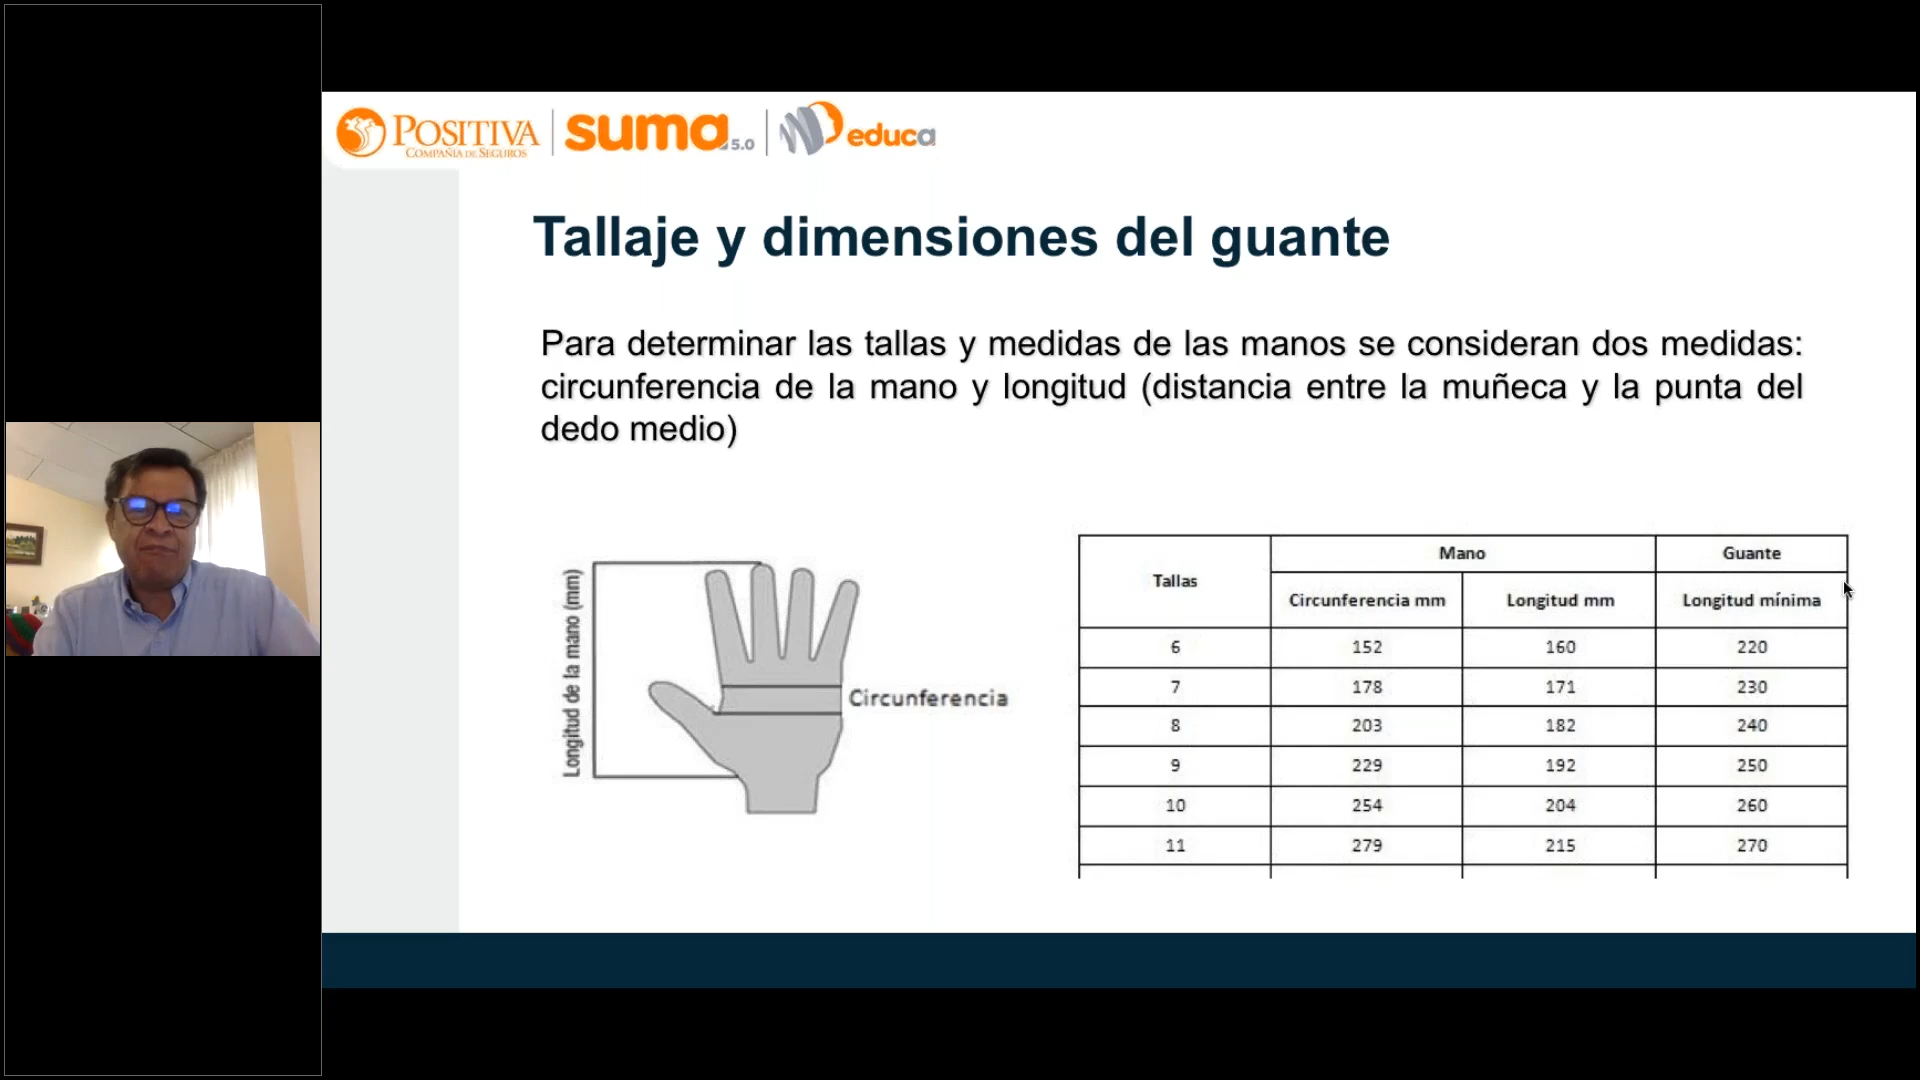 POSITIVA
COMPAÑIA DE SEGUROS
suma 5.0
educa
Tallaje y dimensiones del guante
Para determinar las tallas y medidas de las manos se consideran dos medidas:
circunferencia de la mano y longitud (distancia entre la muñeca y la punta del
dedo medio)
Longitud de la mano (mm)
Circunferencia
Tallas Mano Guante
Circunferencia mm Longitud mm Longitud mínima
6 152 160 220
7 178 171 230
8 203 182 240
9 229 192 250
10 254 204 260
11 279 215 270